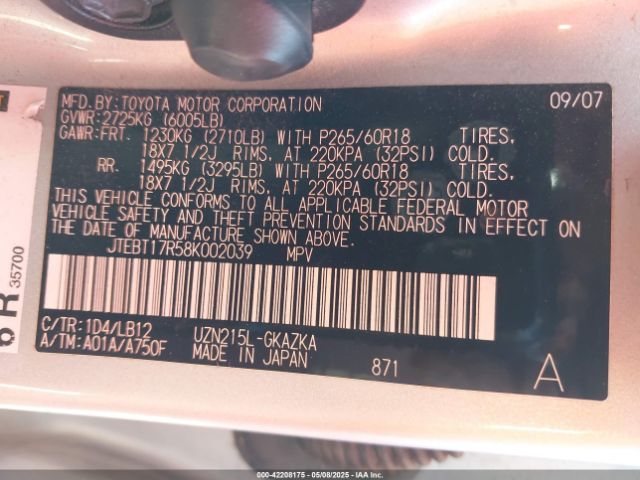 MFD.BY:TOYOTA MOTOR CORPORATION 09/07
GVWR:2725KG (6005LB)
GAWR:FRT. 1230KG (2710LB) WITH P265/60R18 TIRES,
18X7 1/2J RIMS, AT 220KPA (32PSI) COLD.
RR. 1495KG (3295LB) WITH P265/60R18 TIRES,
18X7 1/2J RIMS, AT 220KPA (32PSI) COLD.
THIS VEHICLE CONFORMS TO ALL APPLICABLE FEDERAL MOTOR
VEHICLE SAFETY AND THEFT PREVENTION STANDARDS IN EFFECT ON
THE DATE OF MANUFACTURE SHOWN ABOVE.
JTEBT17R58K002039 MPV
C/TR:1D4/LB12 UZN215L-GKAZKA
A/TM:A01A/A750F MADE IN JAPAN 871 A
R
35700
000-42208175 - 05/08/2025 - IAA Inc.